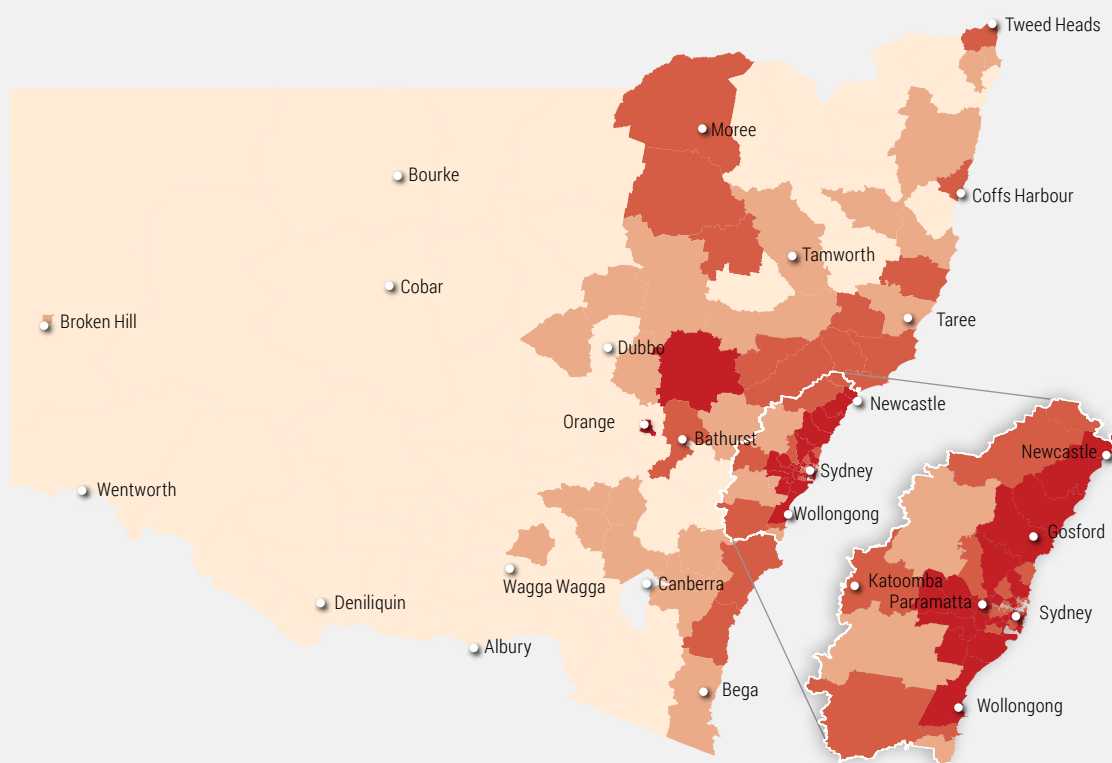 Tweed Heads
Moree
Bourke
Coffs Harbour
Tamworth
Cobar
Broken Hill
Taree
Dubbo
Newcastle
Orange
Bathurst
Newcastle
Sydney
Wentworth
Wollongong
Gosford
Katoomba
Wagga Wagga
Canberra
Parramatta
Deniliquin
Sydney
Albury
Bega
Wollongong